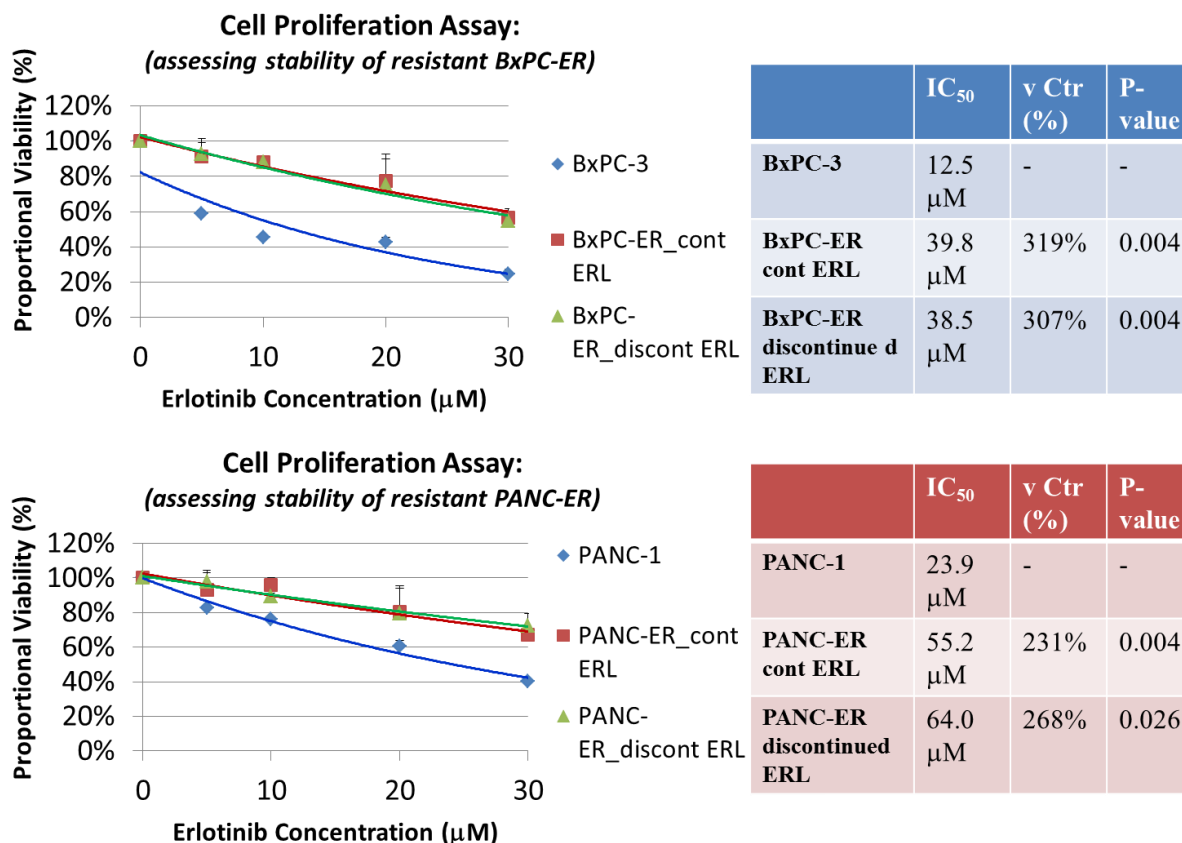 Cell Proliferation Assay:
(assessing stability of resistant BxPC-ER)
Proportional Viability (%)
120%
100%
80%
60%
40%
20%
0%
0 10 20 30
Erlotinib Concentration (μM)
BxPC-3
BxPC-ER_cont
ERL
BxPC-
ER_discont ERL
IC50 v Ctr P-
(%) value
BxPC-3 12.5 - -
μM
BxPC-ER 39.8 319% 0.004
cont ERL μM
BxPC-ER 38.5 307% 0.004
discontinue d μM
ERL
Cell Proliferation Assay:
(assessing stability of resistant PANC-ER)
Proportional Viability (%)
120%
100%
80%
60%
40%
20%
0%
0 10 20 30
Erlotinib Concentration (μM)
PANC-1
PANC-ER_cont
ERL
PANC-
ER_discont ERL
IC50 v Ctr P-
(%) value
PANC-1 23.9 - -
μM
PANC-ER 55.2 231% 0.004
cont ERL μM
PANC-ER 64.0 268% 0.026
discontinued μM
ERL